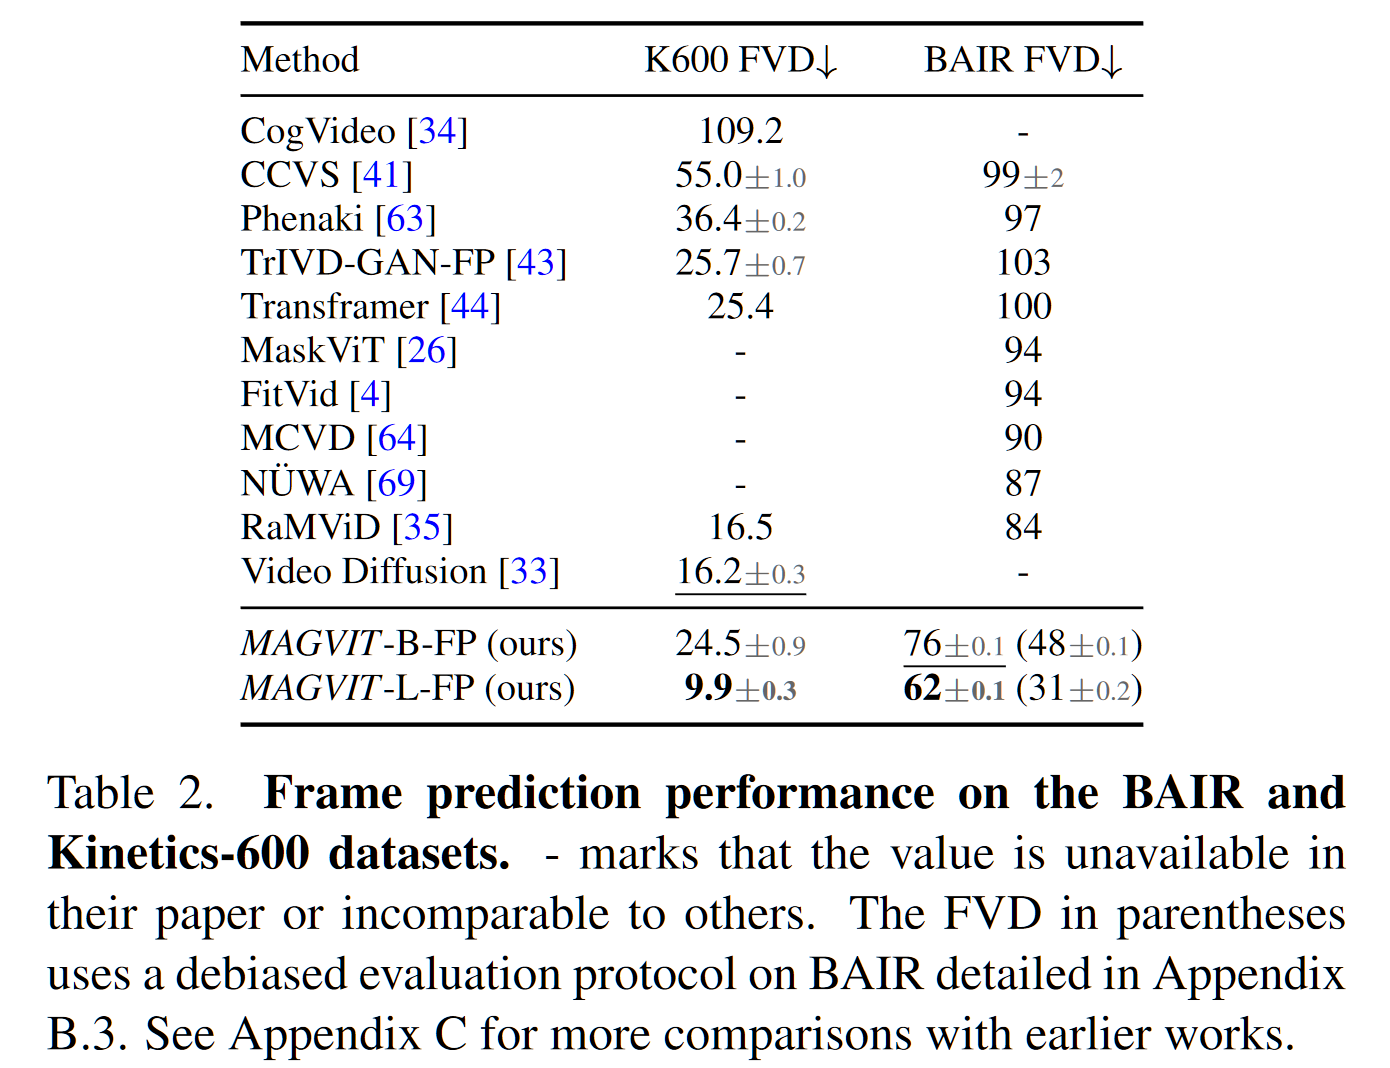 Method K600 FVD↓ BAIR FVD↓
CogVideo [34] 109.2 -
CCVS [41] 55.0±1.0 99±2
Phenaki [63] 36.4±0.2 97
TrIVD-GAN-FP [43] 25.7±0.7 103
Transframer [44] 25.4 100
MaskViT [26] - 94
FitVid [4] - 94
MCVD [64] - 90
NÜWA [69] - 87
RaMViD [35] 16.5 84
Video Diffusion [33] 16.2±0.3 -
MAGVIT-B-FP (ours) 24.5±0.9 76±0.1 (48±0.1)
MAGVIT-L-FP (ours) 9.9±0.3 62±0.1 (31±0.2)
Table 2. Frame prediction performance on the BAIR and
Kinetics-600 datasets. - marks that the value is unavailable in
their paper or incomparable to others. The FVD in parentheses
uses a debiased evaluation protocol on BAIR detailed in Appendix
B.3. See Appendix C for more comparisons with earlier works.